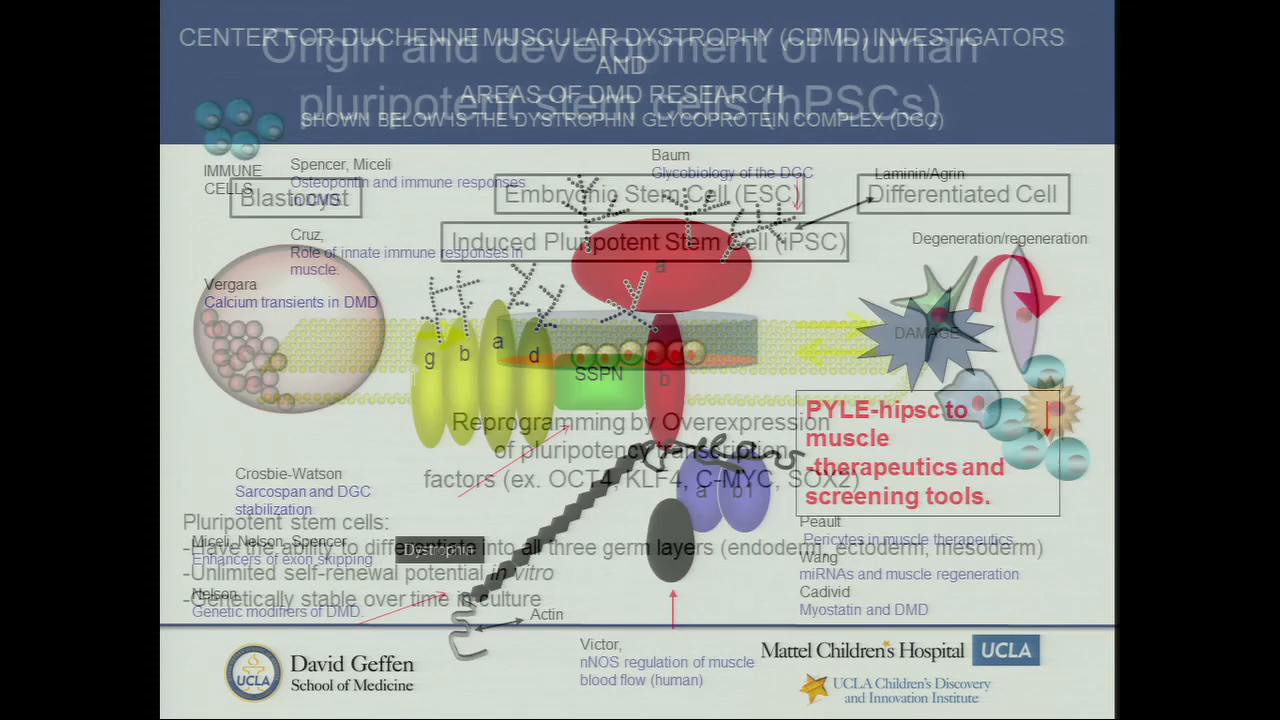 CENTER FOR DUCHENNE MUSCULAR DYSTROPHY (CDMD) INVESTIGATORS
AND
AREAS OF DMD RESEARCH
SHOWN BELOW IS THE DYSTROPHIN GLYCOPROTEIN COMPLEX (DGC)
Origin and development of human
pluripotent stem cells (hPSCs)
IMMUNE
CELLS
Spencer, Miceli
Osteopontin and immune responses
in DMD.
Baum
Glycobiology of the DGC
Laminin/Agrin
Blastocyst
Embryonic Stem Cell (ESC)
Differentiated Cell
Induced Pluripotent Stem Cell (iPSC)
Cruz,
Role of innate immune responses in
muscle.
Degeneration/regeneration
Vergara
Calcium transients in DMD
a
g
b
a
d
SSPN
b
DAMAGE
Reprogramming by Overexpression
of pluripotency transcription
factors (ex. OCT4, KLF4, C-MYC, SOX2)
PYLE-hipsc to
muscle
-therapeutics and
screening tools.
a
b1
Crosbie-Watson
Sarcospan and DGC
stabilization
Pluripotent stem cells:
-Have the ability to differentiate into all three germ layers (endoderm, ectoderm, mesoderm)
-Unlimited self-renewal potential in vitro
-Genetically stable over time in culture
Miceli, Nelson, Spencer
Enhancers of exon skipping
Dystrophin
Nelson
Genetic modifiers of DMD.
Actin
Peault
Pericytes in muscle therapeutics
Wang
miRNAs and muscle regeneration
Cadivid
Myostatin and DMD
Victor,
nNOS regulation of muscle
blood flow (human)
UCLA
David Geffen
School of Medicine
Mattel Children's Hospital UCLA
UCLA Children's Discovery
and Innovation Institute